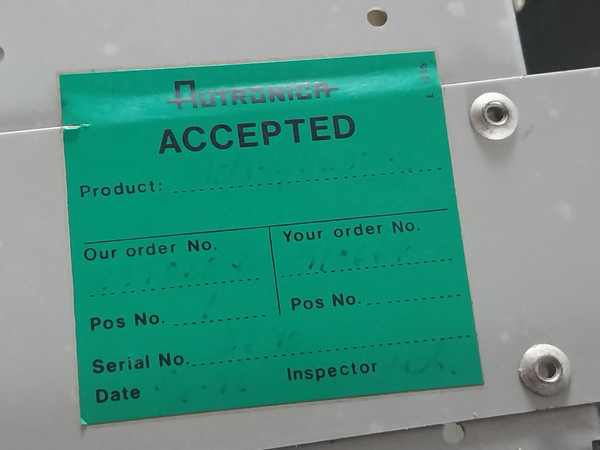 AUTRONICA
ACCEPTED
Product:
Our order No.
Your order No.
Pos No.
Pos No.
Serial No.
Date
Inspector